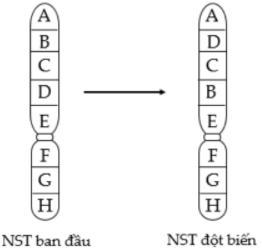 A A
B D
C C
D B
E E
F F
G G
H H
NST ban đầu NST đột biến